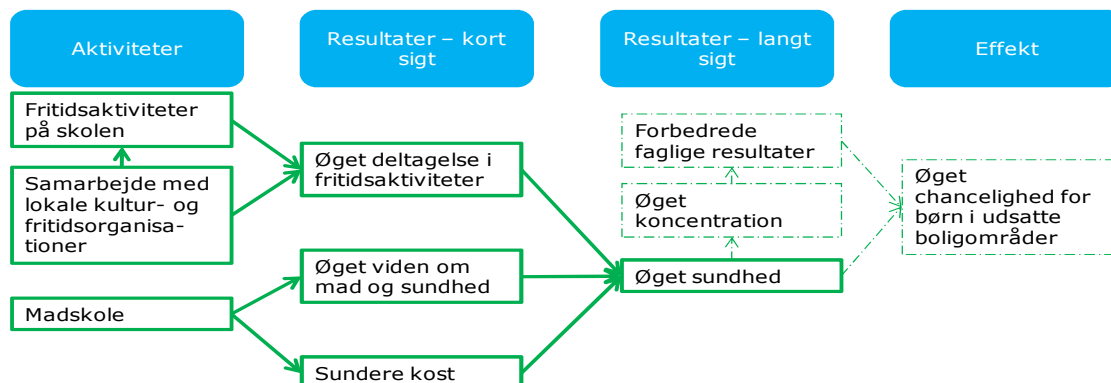 Aktiviteter
Resultater – kort
sigt
Resultater – langt
sigt
Effekt
Fritidsaktiviteter
på skolen
Samarbejde med
lokale kultur- og
fritidsorganisa-
tioner
Madskole
Øget deltagelse i
fritidsaktiviteter
Øget viden om
mad og sundhed
Sundere kost
Forbedrede
faglige resultater
Øget
koncentration
Øget sundhed
Øget
chancelighed for
børn i udsatte
boligområder